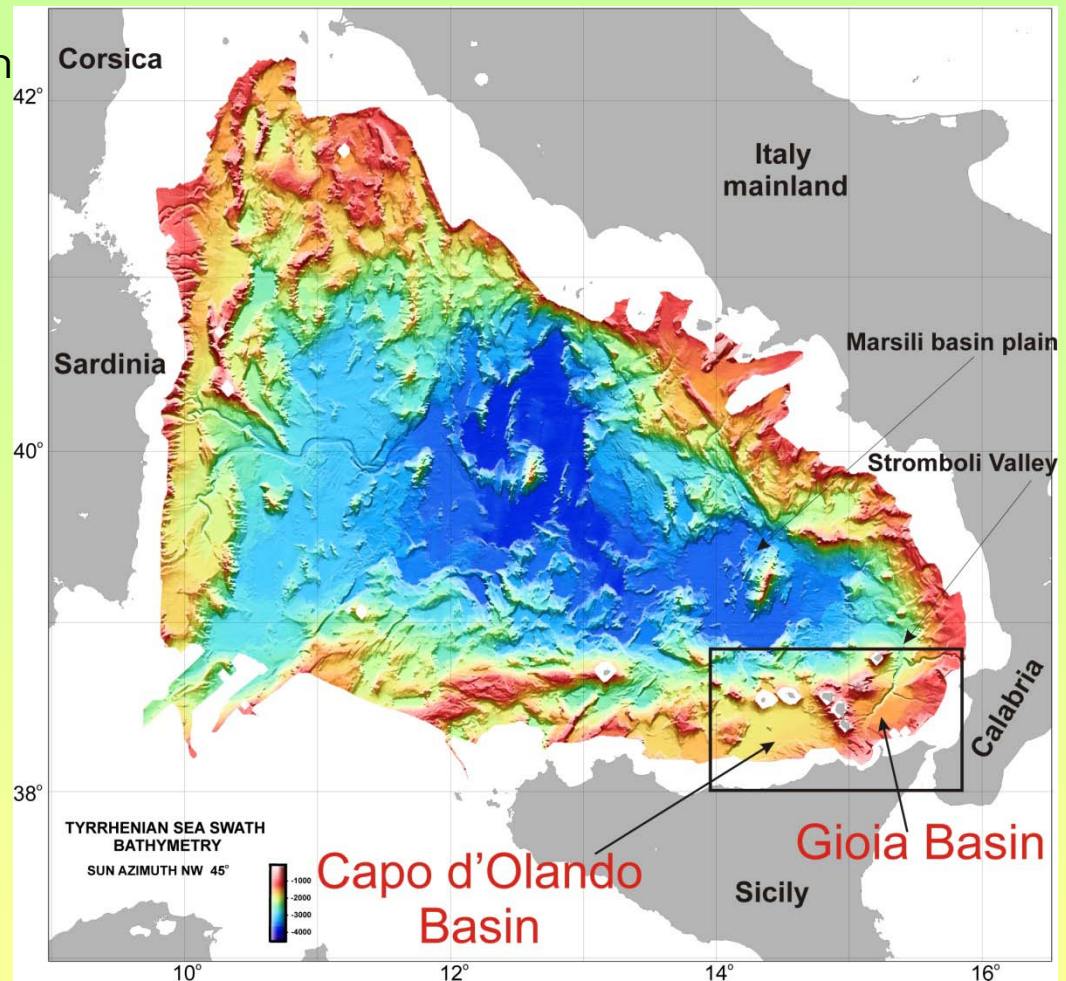 n
Corsica
42°
Italy
mainland
Marsili basin plain
Sardinia
40°
Stromboli Valley
Calabria
38°
TYRRHENIAN SEA SWATH
BATHYMETRY
SUN AZIMUTH NW 45°
-1000
-2000
-3000
-4000
Capo d'Olando
Basin
Gioia Basin
Sicily
10°
12°
14°
16°